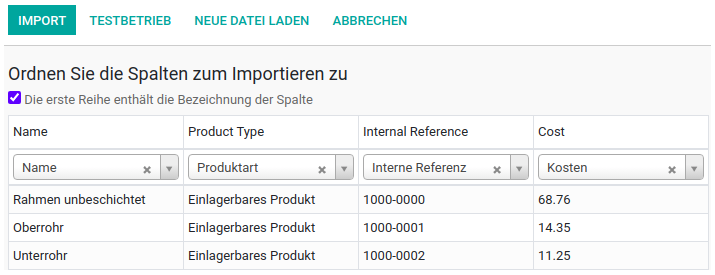 IMPORT TESTBETRIEB NEUE DATEI LADEN ABBRECHEN
Ordnen Sie die Spalten zum Importieren zu
Die erste Reihe enthält die Bezeichnung der Spalte
Name Product Type Internal Reference Cost
Name Produktart Interne Referenz Kosten
Rahmen unbeschichtet Einlagerbares Produkt 1000-0000 68.76
Oberrohr Einlagerbares Produkt 1000-0001 14.35
Unterrohr Einlagerbares Produkt 1000-0002 11.25